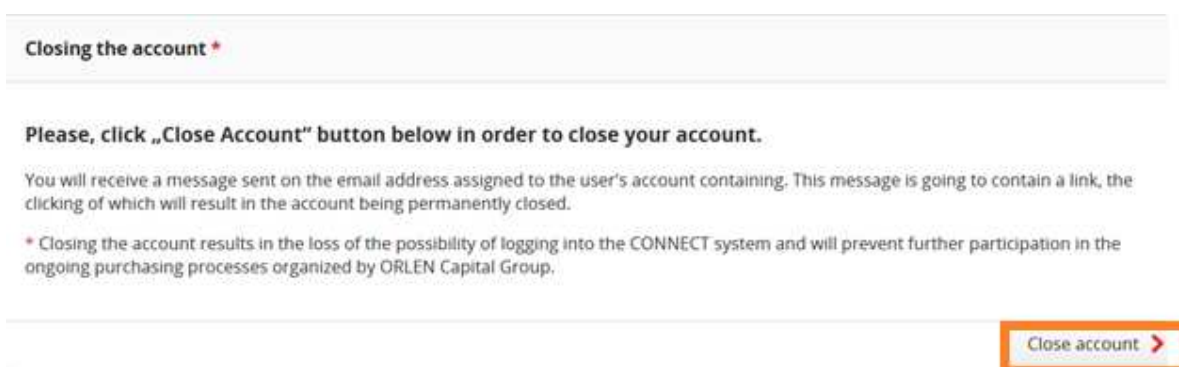 Closing the account *
Please, click „Close Account” button below in order to close your account.
You will receive a message sent on the email address assigned to the user's account containing. This message is going to contain a link, the
clicking of which will result in the account being permanently closed.
* Closing the account results in the loss of the possibility of logging into the CONNECT system and will prevent further participation in the
ongoing purchasing processes organized by ORLEN Capital Group.
Close account